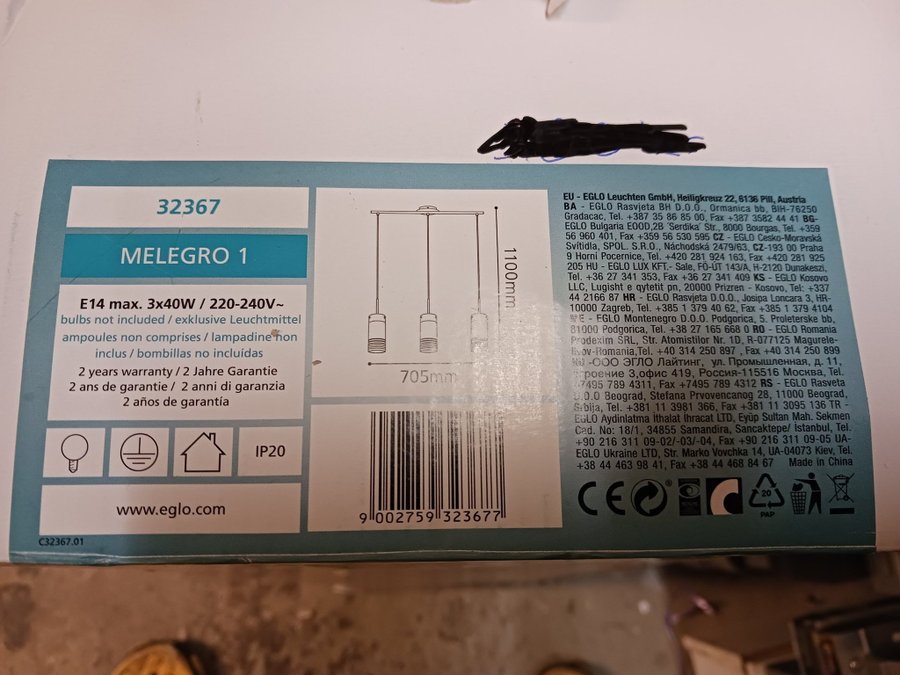 32367
MELEGRO 1
E14 max. 3x40W / 220-240V~
bulbs not included / exklusive Leuchtmittel
ampoules non comprises / lampadine non
inclus / bombillas no incluídas
2 years warranty / 2 Jahre Garantie
2 ans de garantie / 2 anni di garanzia
2 años de garantía
IP20
www.eglo.com
C32367.01
1100mm
705mm
9 002759 323677
EU - EGLO Leuchten GmbH, Heiligkreuz 22, 6136 Pill, Austria
BA - EGLO Rasvjeta BH D.O.O., Ormanica bb, BIH-76250
Gradacac, Tel. +387 35 86 85 00, Fax +387 3582 44 41 BG-
EGLO Bulgaria EOOD,2B 'Serdika' Str., 8000 Bourgas, Tel. +359
56 960 401, Fax +359 56 530 595 CZ - EGLO Česko-Moravská
Svítidla, SPOL. S.R.O., Náchodská 2479/63, CZ-193 00 Praha
9 Horní Pocernice, Tel. +420 281 924 163, Fax +420 281 925
205 HU - EGLO LUX KFT.- Sale, FÖ-UT 143/A, H-2120 Dunakeszi,
Tel. +36 27 341 353, Fax +36 27 341 409 KS - EGLO Kosovo
LLC, Lugisht e qytetit pn, 20000 Prizren - Kosovo, Tel: +337
44 2166 87 HR - EGLO Rasvjeta D.O.O., Josipa Loncara 3, HR-
10000 Zagreb, Tel. +385 1 379 40 62, Fax +385 1 379 4104
- EGLO Montenegro D.O.O. Podgorica, 5. Proleterske bb,
81000 Podgorica, Tel. +38 27 165 668 0 RO - EGLO Romania
Prodexim SRL, Str. Atomistilor Nr. 1D, R-077125 Magurele-
Ilfov-Romania,Tel. +40 314 250 897 , Fax +40 314 250 899
-ООО ЭГЛО Лайтинг, ул. Промышленная, д. 11,
строение 3,офис 419, Россия-115516 Москва, Тел.
+7495 789 4311, Fax +7495 789 4312 RS - EGLO Rasveta
D.O.O Beograd, Stefana Prvovencanog 28, 11000 Beograd,
Srbija, Tel. +381 11 3981 366, Fax +381 11 3095 136 TR -
EGLO Aydinlatma Ithalat Ihracat LTD. Eyüp Sultan Mah. Sekmen
Cad. No: 18/1, 34855 Samandira, Sancaktepe/ Istanbul, Tel.
+90 216 311 09-02/-03/-04, Fax +90 216 311 09-05 UA-
EGLO Ukraine LTD, Str. Marko Vovchka 14, UA-04073 Kiev, Tel.
+38 44 463 98 41, Fax +38 44 468 84 67 Made in China
CE
20
PAP